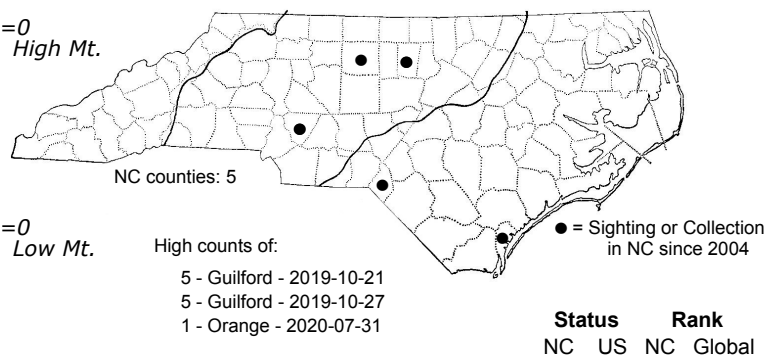 =0
High Mt.
NC counties: 5
=0
Low Mt.
High counts of:
5 - Guilford - 2019-10-21
5 - Guilford - 2019-10-27
1 - Orange - 2020-07-31
● = Sighting or Collection
in NC since 2004
Status Rank
NC US NC Global